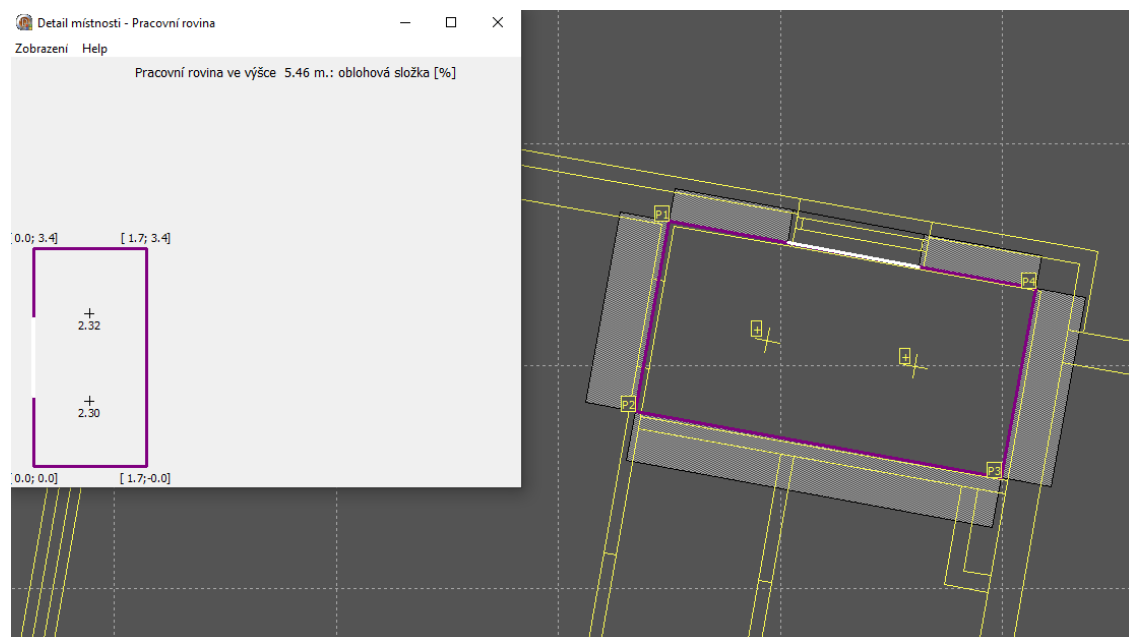 Detail místnosti - Pracovní rovina
Zobrazení Help
Pracovní rovina ve výšce 5.46 m.: oblohová složka [%]
[0.0; 3.4] [ 1.7; 3.4]
2.32
2.30
[0.0; 0.0] [ 1.7;-0.0]
P1
P4
P2
P3